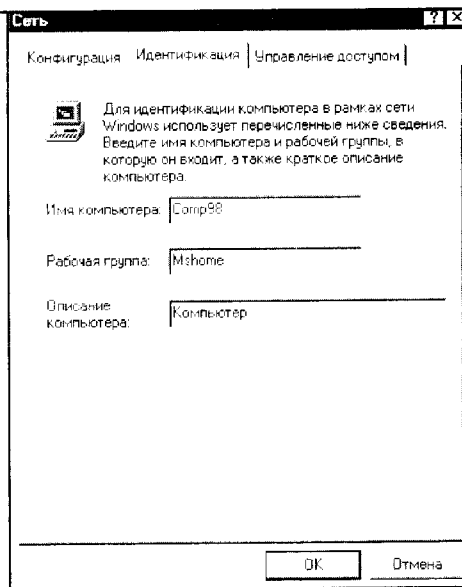 Сеть
Конфигурация Идентификация Управление доступом
Для идентификации компьютера в рамках сети
Windows использует перечисленные ниже сведения.
Введите имя компьютера и рабочей группы, в
которую он входит, а также краткое описание
компьютера.
Имя компьютера: Comp98
Рабочая группа: Mshome
Описание
компьютера: Компьютер
OK Отмена